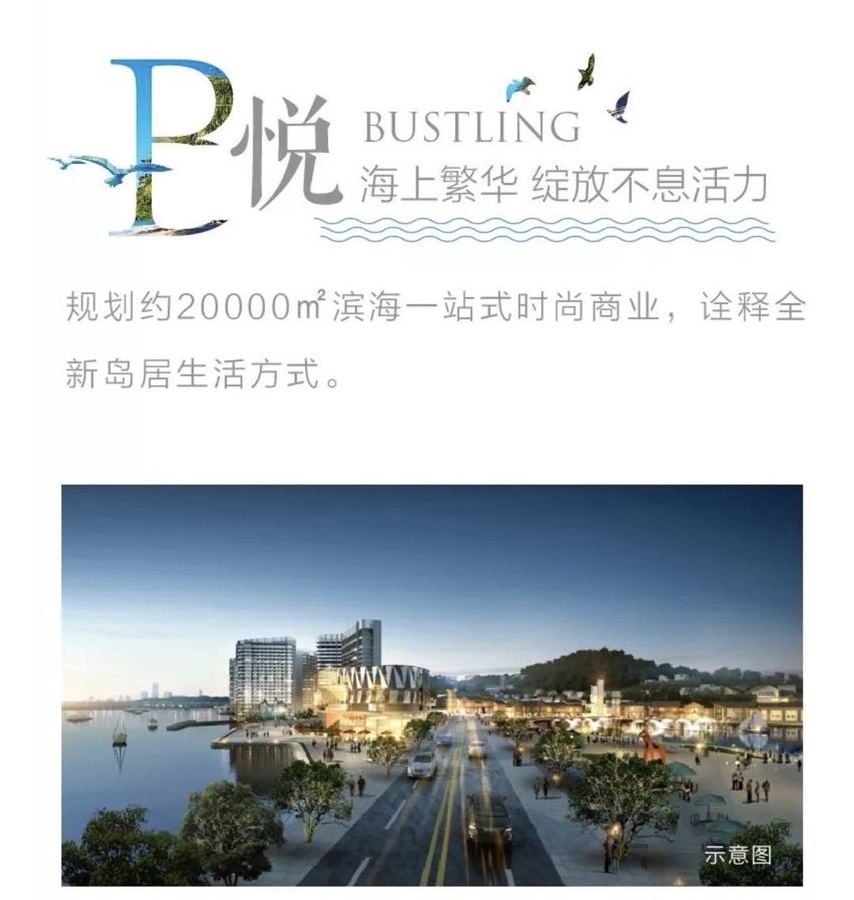 B
悦
BUSTLING
海上繁华 绽放不息活力
规划约20000㎡滨海一站式时尚商业，诠释全
新岛居生活方式。
示意图